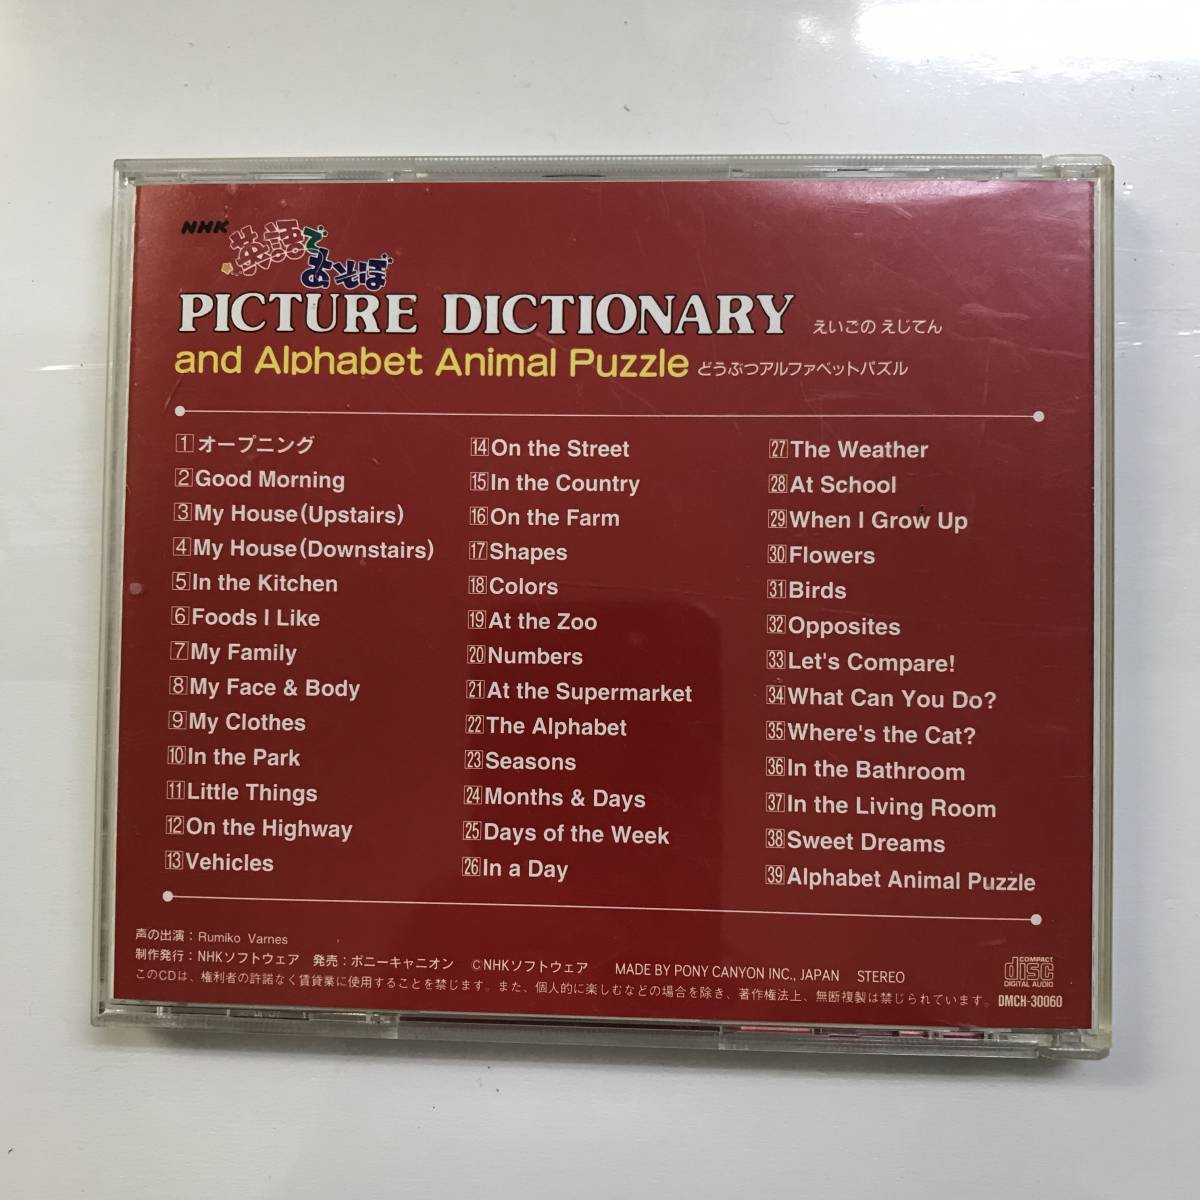 NHK
英語で
あそぼ
PICTURE DICTIONARY えいごの えじてん
and Alphabet Animal Puzzle どうぶつアルファベットパズル
1 オープニング
2 Good Morning
3 My House(Upstairs)
4 My House(Downstairs)
5 In the Kitchen
6 Foods I Like
7 My Family
8 My Face & Body
9 My Clothes
10 In the Park
11 Little Things
12 On the Highway
13 Vehicles
14 On the Street
15 In the Country
16 On the Farm
17 Shapes
18 Colors
19 At the Zoo
20 Numbers
21 At the Supermarket
22 The Alphabet
23 Seasons
24 Months & Days
25 Days of the Week
26 In a Day
27 The Weather
28 At School
29 When I Grow Up
30 Flowers
31 Birds
32 Opposites
33 Let's Compare!
34 What Can You Do?
35 Where's the Cat?
36 In the Bathroom
37 In the Living Room
38 Sweet Dreams
39 Alphabet Animal Puzzle
声の出演：Rumiko Varnes
制作発行：NHKソフトウェア 発売：ポニーキャニオン ©NHKソフトウェア MADE BY PONY CANYON INC., JAPAN STEREO
このCDは、権利者の許諾なく賃貸業に使用することを禁じます。また、個人的に楽しむなどの場合を除き、著作権法上、無断複製は禁じられています。
COMPACT
disc
DIGITAL AUDIO
DMCH-30060